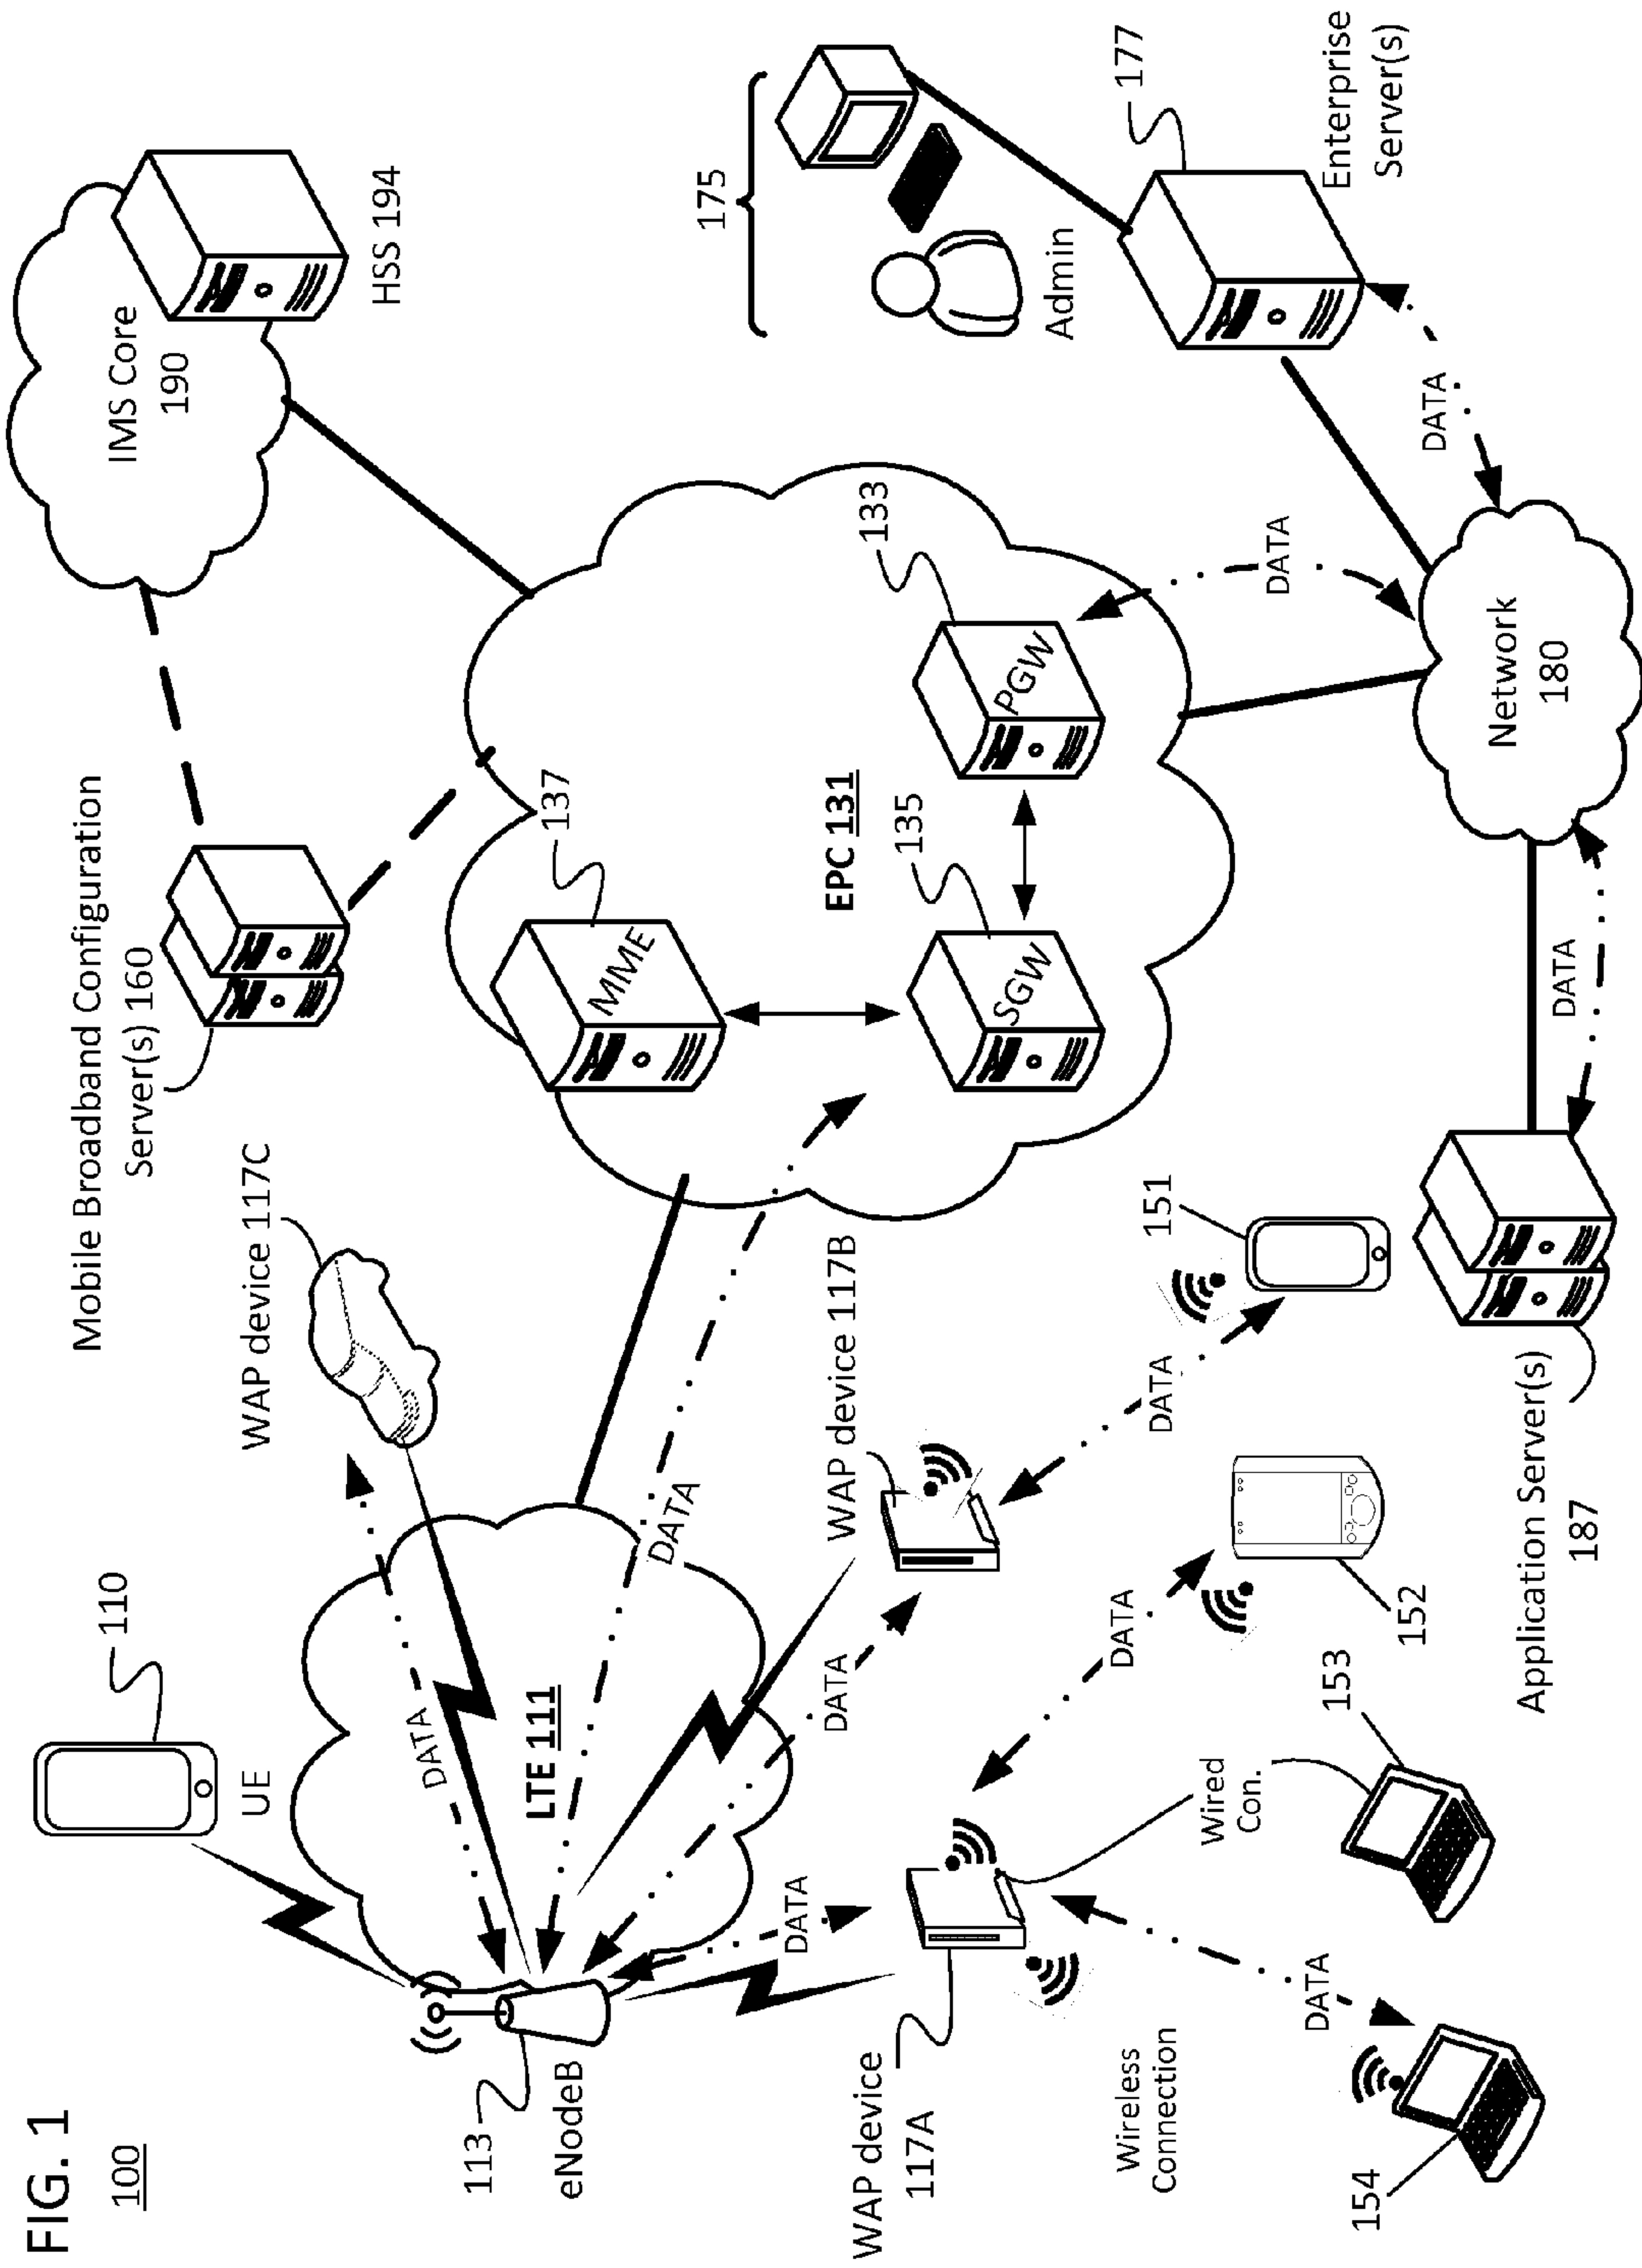 FIG. 1
100
110
UE
113
eNodeB
LTE 111
DATA
DATA
DATA
DATA
WAP device 117C
WAP device 117B
WAP device
117A
Wireless
Connection
Wired
Con.
DATA
DATA
DATA
151
152
153
154
Mobile Broadband Configuration
Server(s) 160
IMS Core
190
HSS 194
EPC 131
MME
137
SGW
135
PGW
133
DATA
175
Admin
177
Enterprise
Server(s)
DATA
Network
180
DATA
Application Server(s)
187